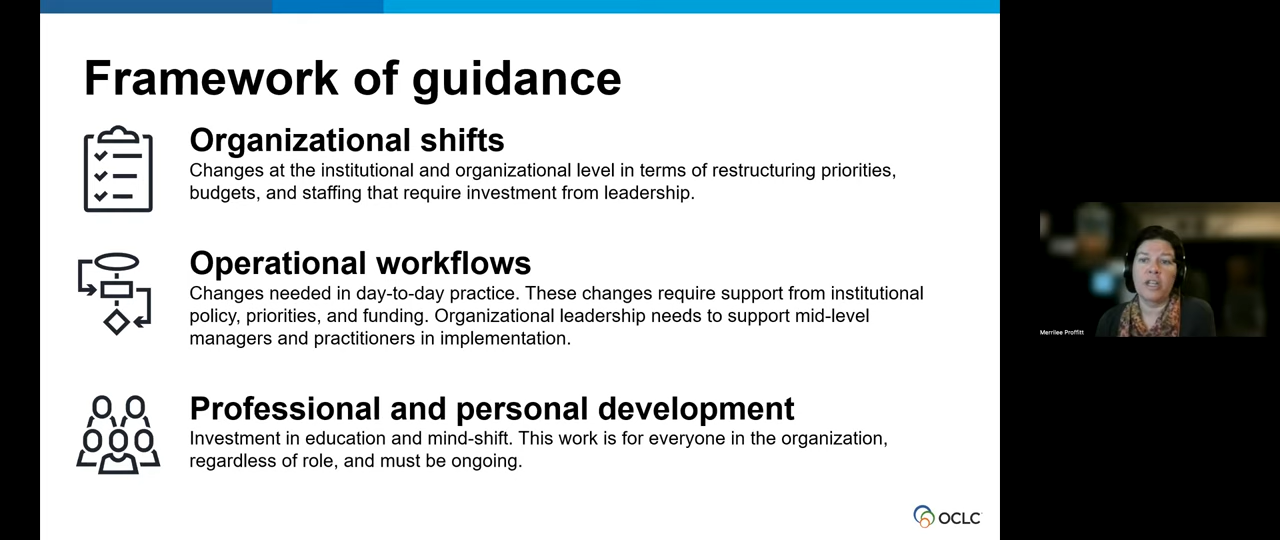 Framework of guidance
Organizational shifts
Changes at the institutional and organizational level in terms of restructuring priorities,
budgets, and staffing that require investment from leadership.
Operational workflows
Changes needed in day-to-day practice. These changes require support from institutional
policy, priorities, and funding. Organizational leadership needs to support mid-level
managers and practitioners in implementation.
Professional and personal development
Investment in education and mind-shift. This work is for everyone in the organization,
regardless of role, and must be ongoing.
OCLC
Merrilee Proffitt